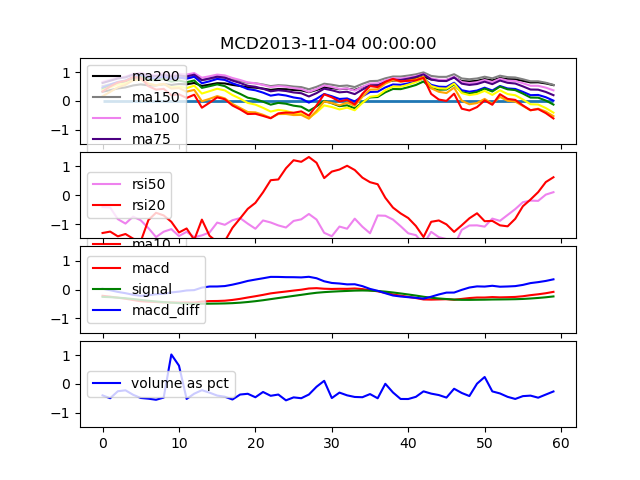 MCD2013-11-04 00:00:00
1
0
−1
ma200
ma150
ma100
ma75
1
0
−1
rsi50
rsi20
ma10
1
0
−1
macd
signal
macd_diff
1
0
−1
volume as pct
0 10 20 30 40 50 60